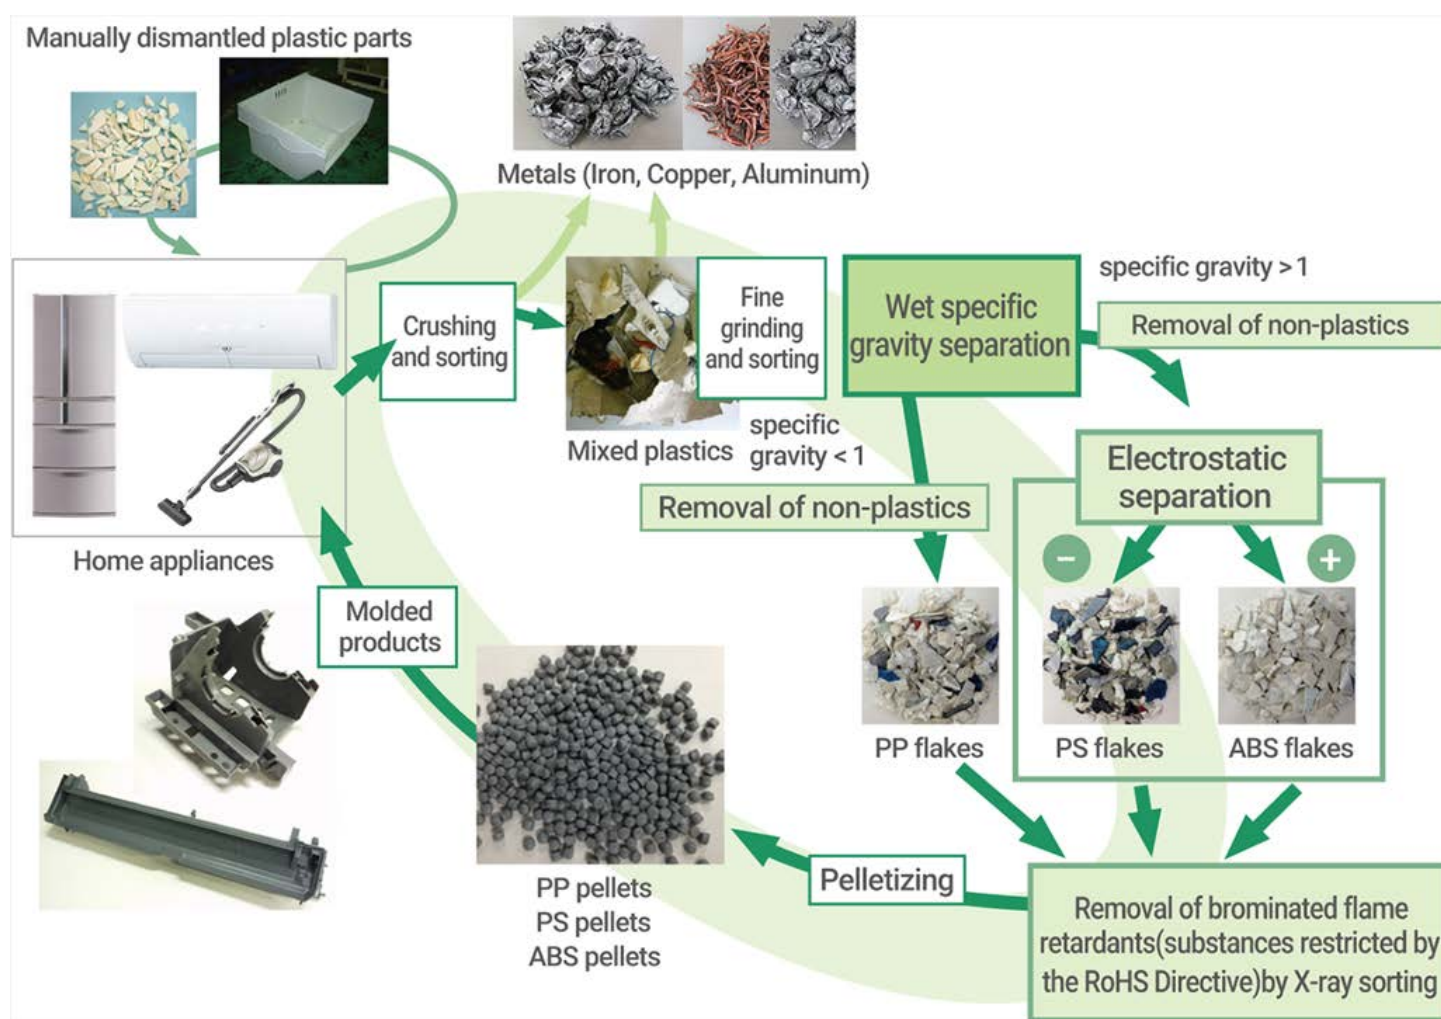 Manually dismantled plastic parts
Metals (Iron, Copper, Aluminum)
Home appliances
Crushing
and sorting
Mixed plastics
Fine
grinding
and sorting
Wet specific
gravity separation
specific gravity > 1
Removal of non-plastics
specific
gravity < 1
Removal of non-plastics
Electrostatic
separation
−
+
PP flakes
PS flakes
ABS flakes
Removal of brominated flame
retardants(substances restricted by
the RoHS Directive)by X-ray sorting
Pelletizing
PP pellets
PS pellets
ABS pellets
Molded
products